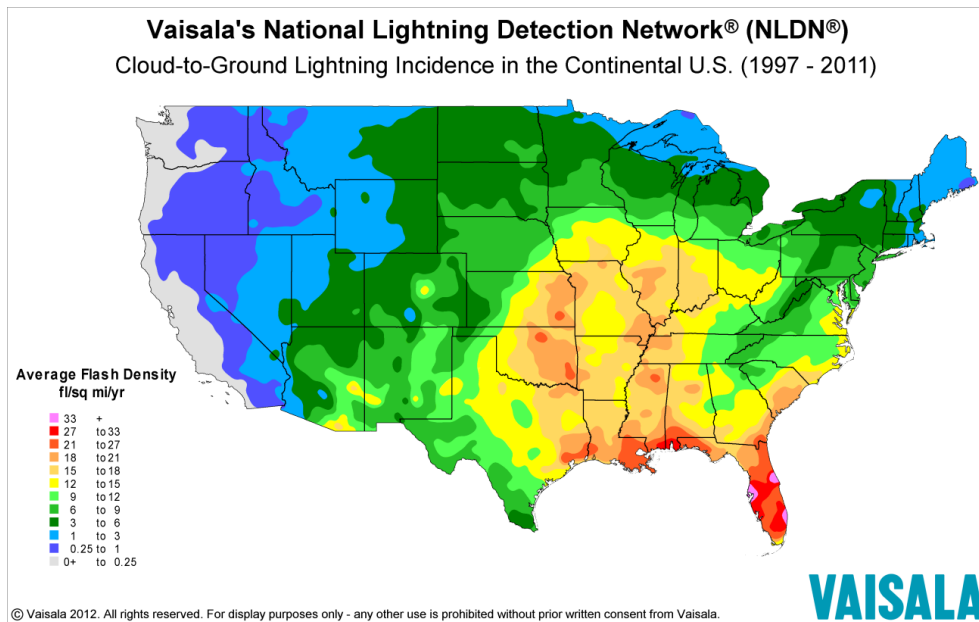 Vaisala's National Lightning Detection Network® (NLDN®)
Cloud-to-Ground Lightning Incidence in the Continental U.S. (1997 - 2011)
Average Flash Density
fl/sq mi/yr
33 +
27 to 33
21 to 27
18 to 21
15 to 18
12 to 15
9 to 12
6 to 9
3 to 6
1 to 3
0.25 to 1
0+ to 0.25
© Vaisala 2012. All rights reserved. For display purposes only - any other use is prohibited without prior written consent from Vaisala.
VAISALA